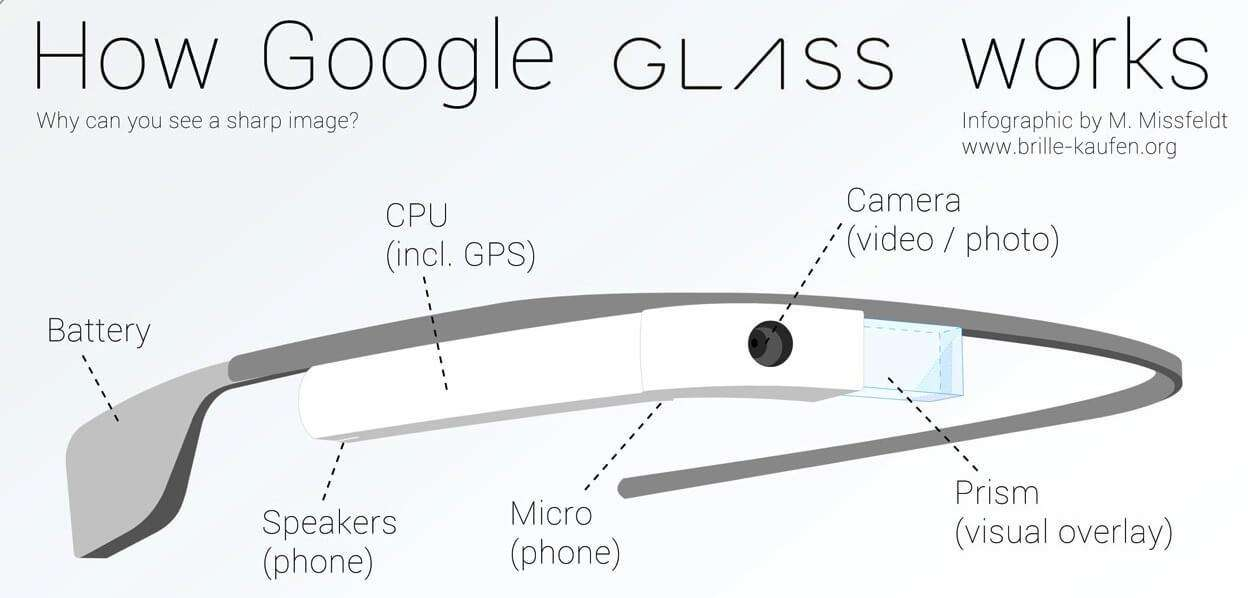 How Google GLASS works
Why can you see a sharp image?
Infographic by M. Missfeldt
www.brille-kaufen.org
Camera
(video / photo)
CPU
(incl. GPS)
Battery
Prism
(visual overlay)
Micro
(phone)
Speakers
(phone)